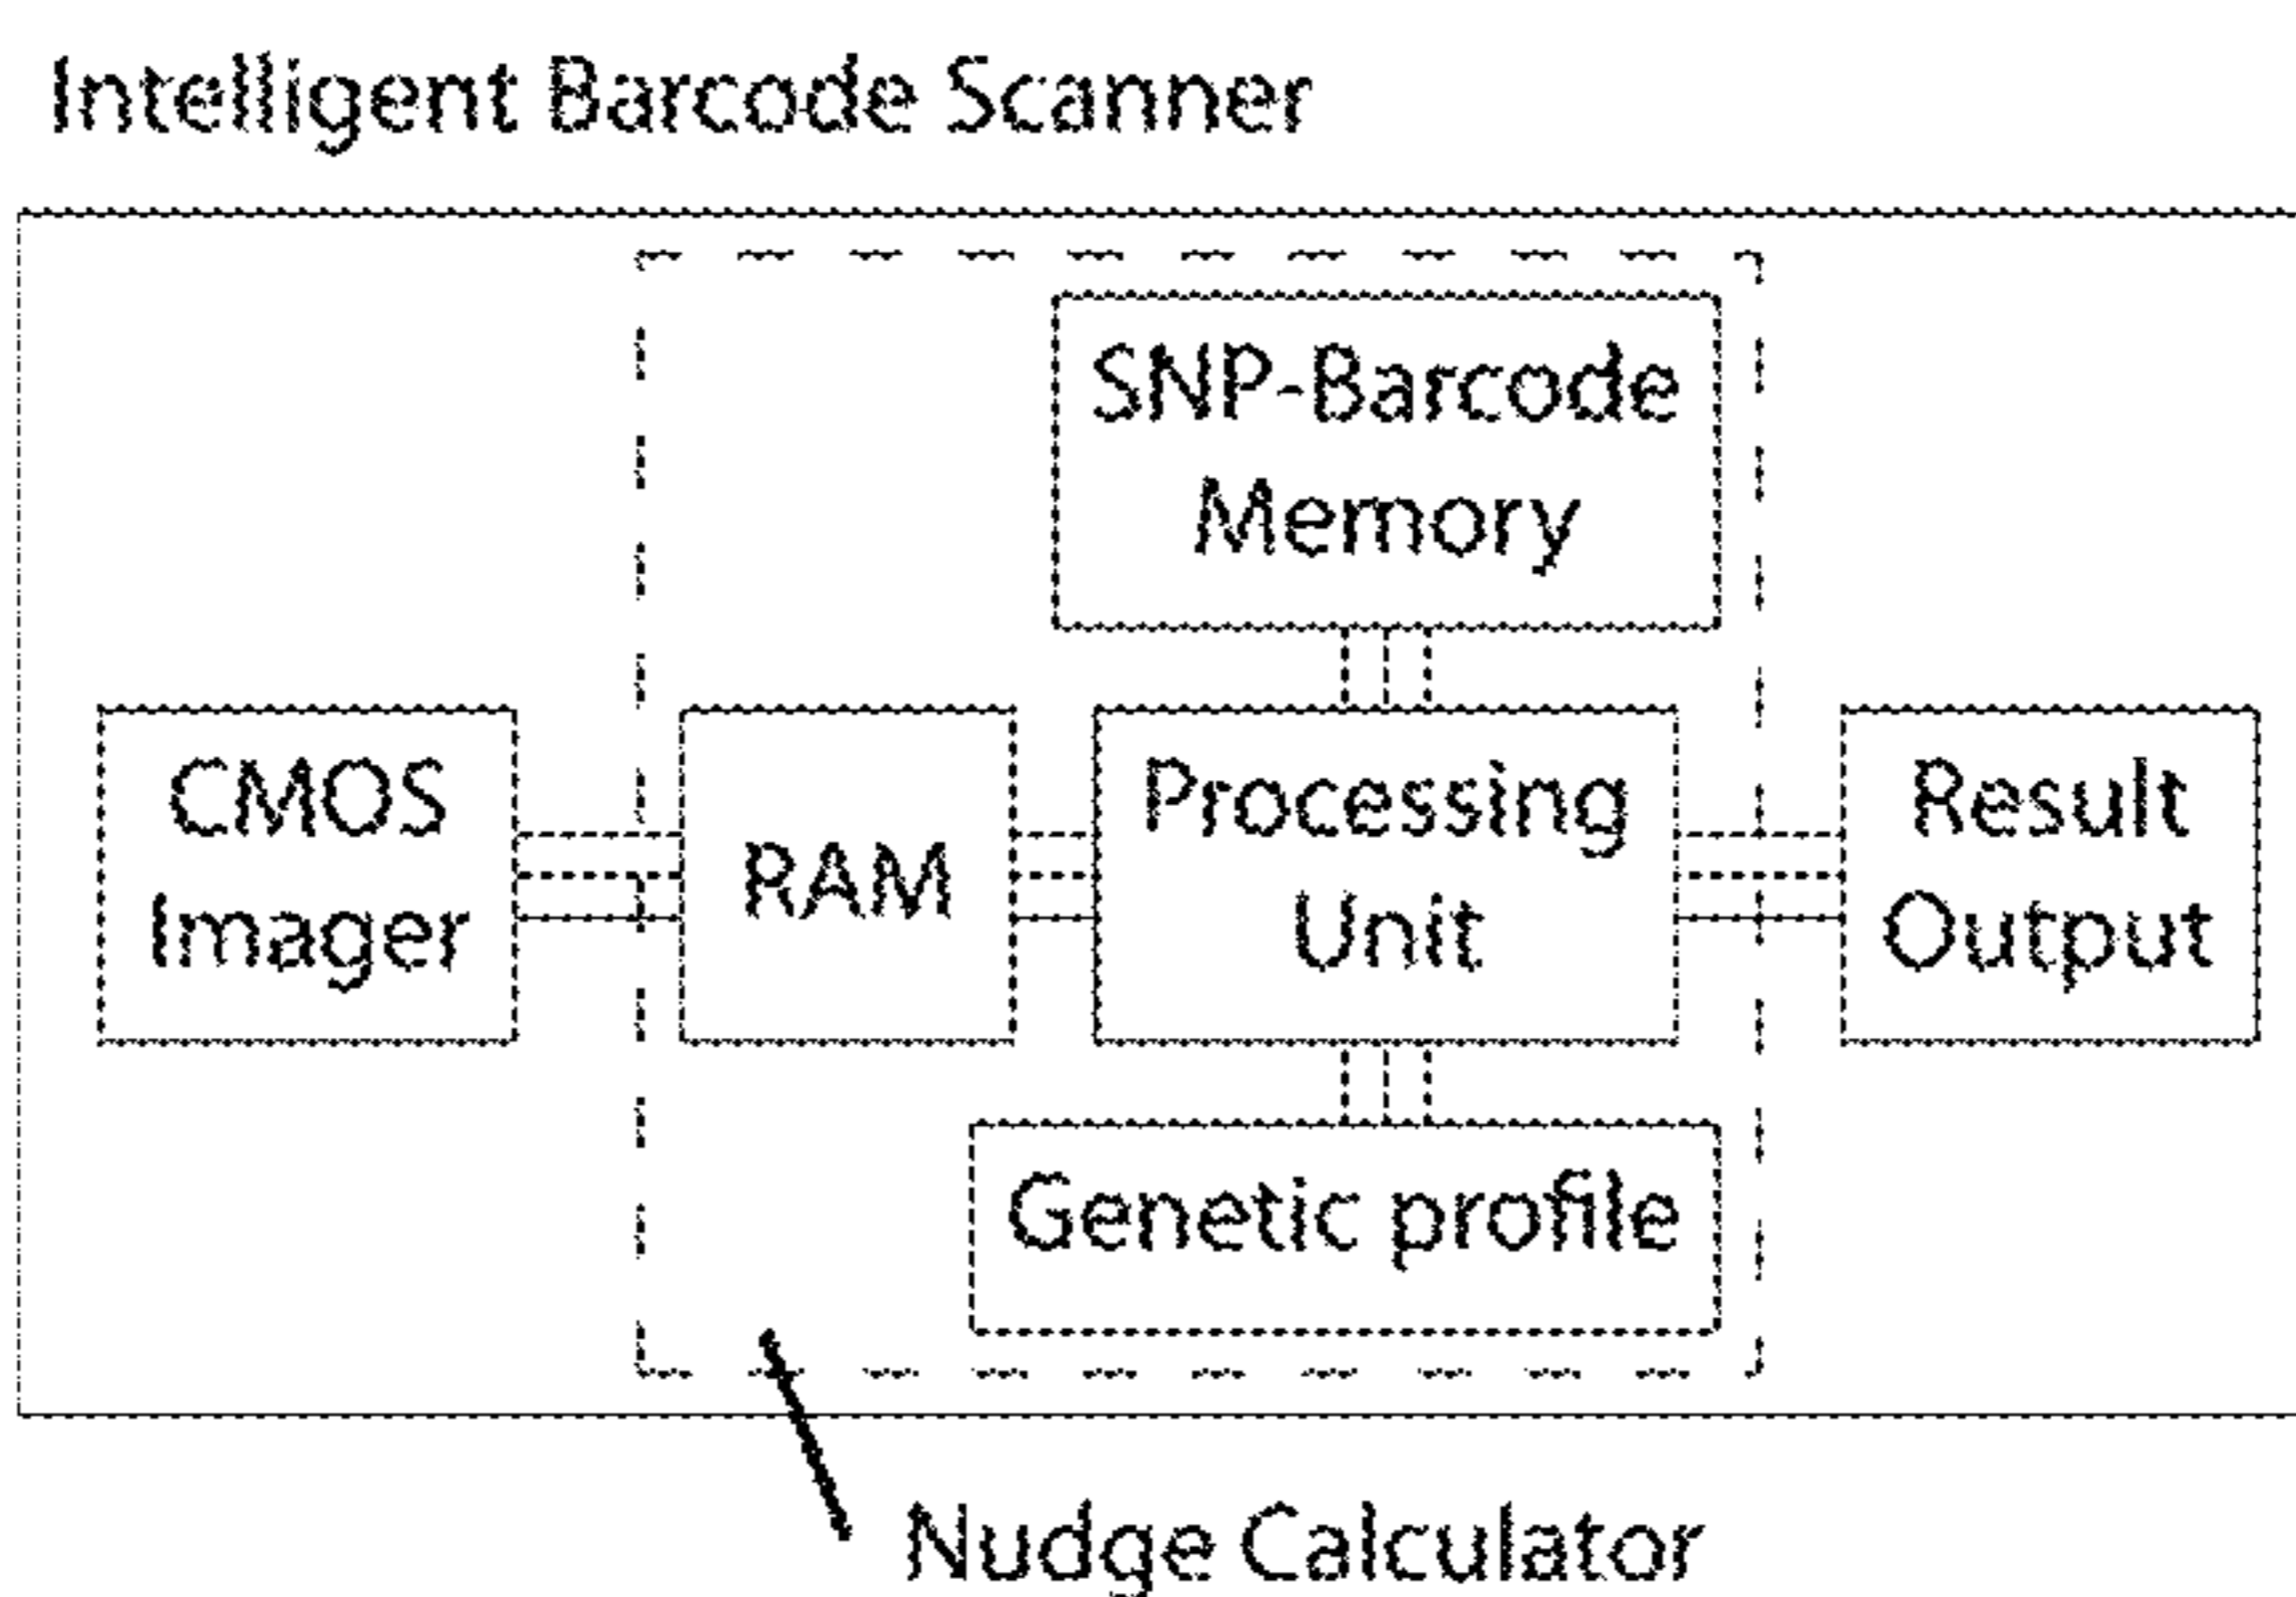 Intelligent Barcode Scanner
SNP-Barcode
Memory
CMOS
Imager
RAM
Processing
Unit
Result
Output
Genetic profile
Nudge Calculator